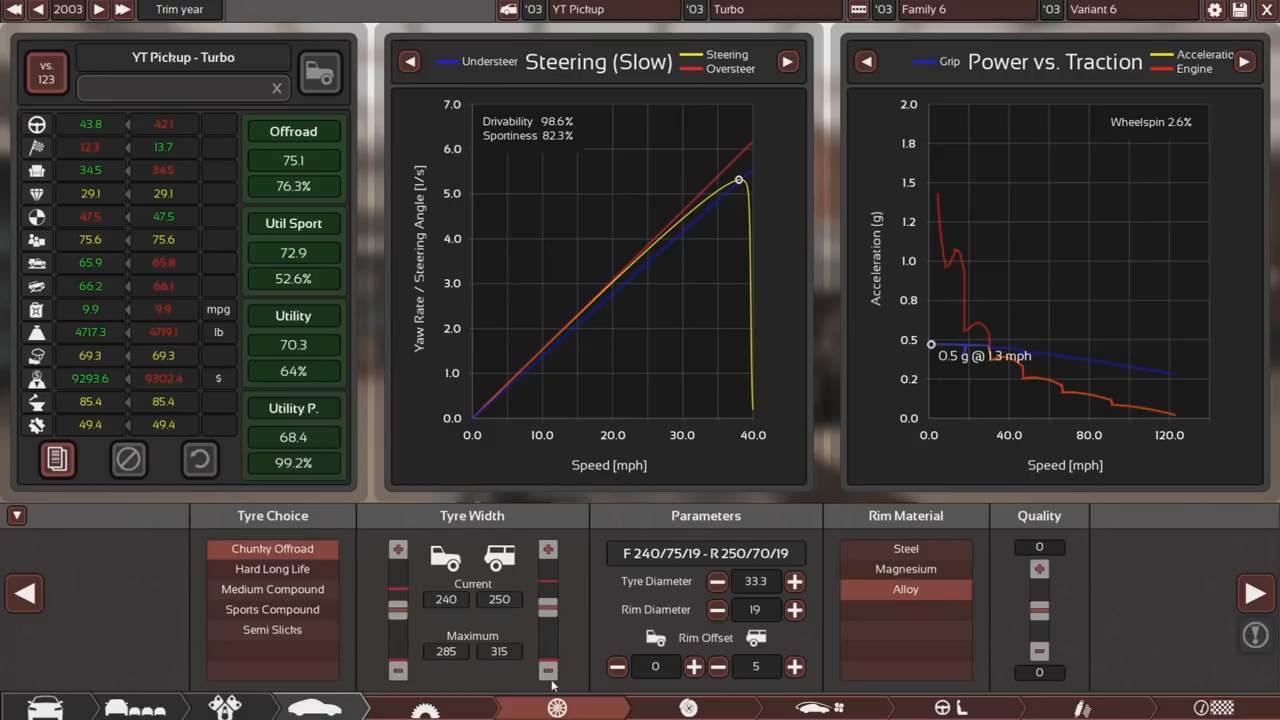 2003
Trim year
'03
YT Pickup
'03
Turbo
'03
Family 6
'03
Variant 6
vs.
123
YT Pickup - Turbo
X
43.8 42.1
12.3 13.7
34.5 34.5
29.1 29.1
47.5 47.5
75.6 75.6
65.9 65.8
66.2 66.1
9.9 9.9 mpg
4717.3 4719.1 lb
69.3 69.3
9293.6 9302.4 $
85.4 85.4
49.4 49.4
Offroad
75.1
76.3%
Util Sport
72.9
52.6%
Utility
70.3
64%
Utility P.
68.4
99.2%
Understeer
Steering (Slow)
Steering
Oversteer
Drivability 98.6%
Sportiness 82.3%
Yaw Rate / Steering Angle [1/s]
7.0
6.0
5.0
4.0
3.0
2.0
1.0
0.0
0.0 10.0 20.0 30.0 40.0
Speed [mph]
Grip
Power vs. Traction
Acceleratio
Engine
Wheelspin 2.6%
Acceleration (g)
2.0
1.8
1.5
1.2
1.0
0.8
0.5
0.2
0.0
0.5 g @ 1.3 mph
0.0 40.0 80.0 120.0
Speed [mph]
Tyre Choice
Chunky Offroad
Hard Long Life
Medium Compound
Sports Compound
Semi Slicks
Tyre Width
Current
240 250
Maximum
285 315
Parameters
F 240/75/19 - R 250/70/19
Tyre Diameter 33.3
Rim Diameter 19
Rim Offset
0 5
Rim Material
Steel
Magnesium
Alloy
Quality
0
0